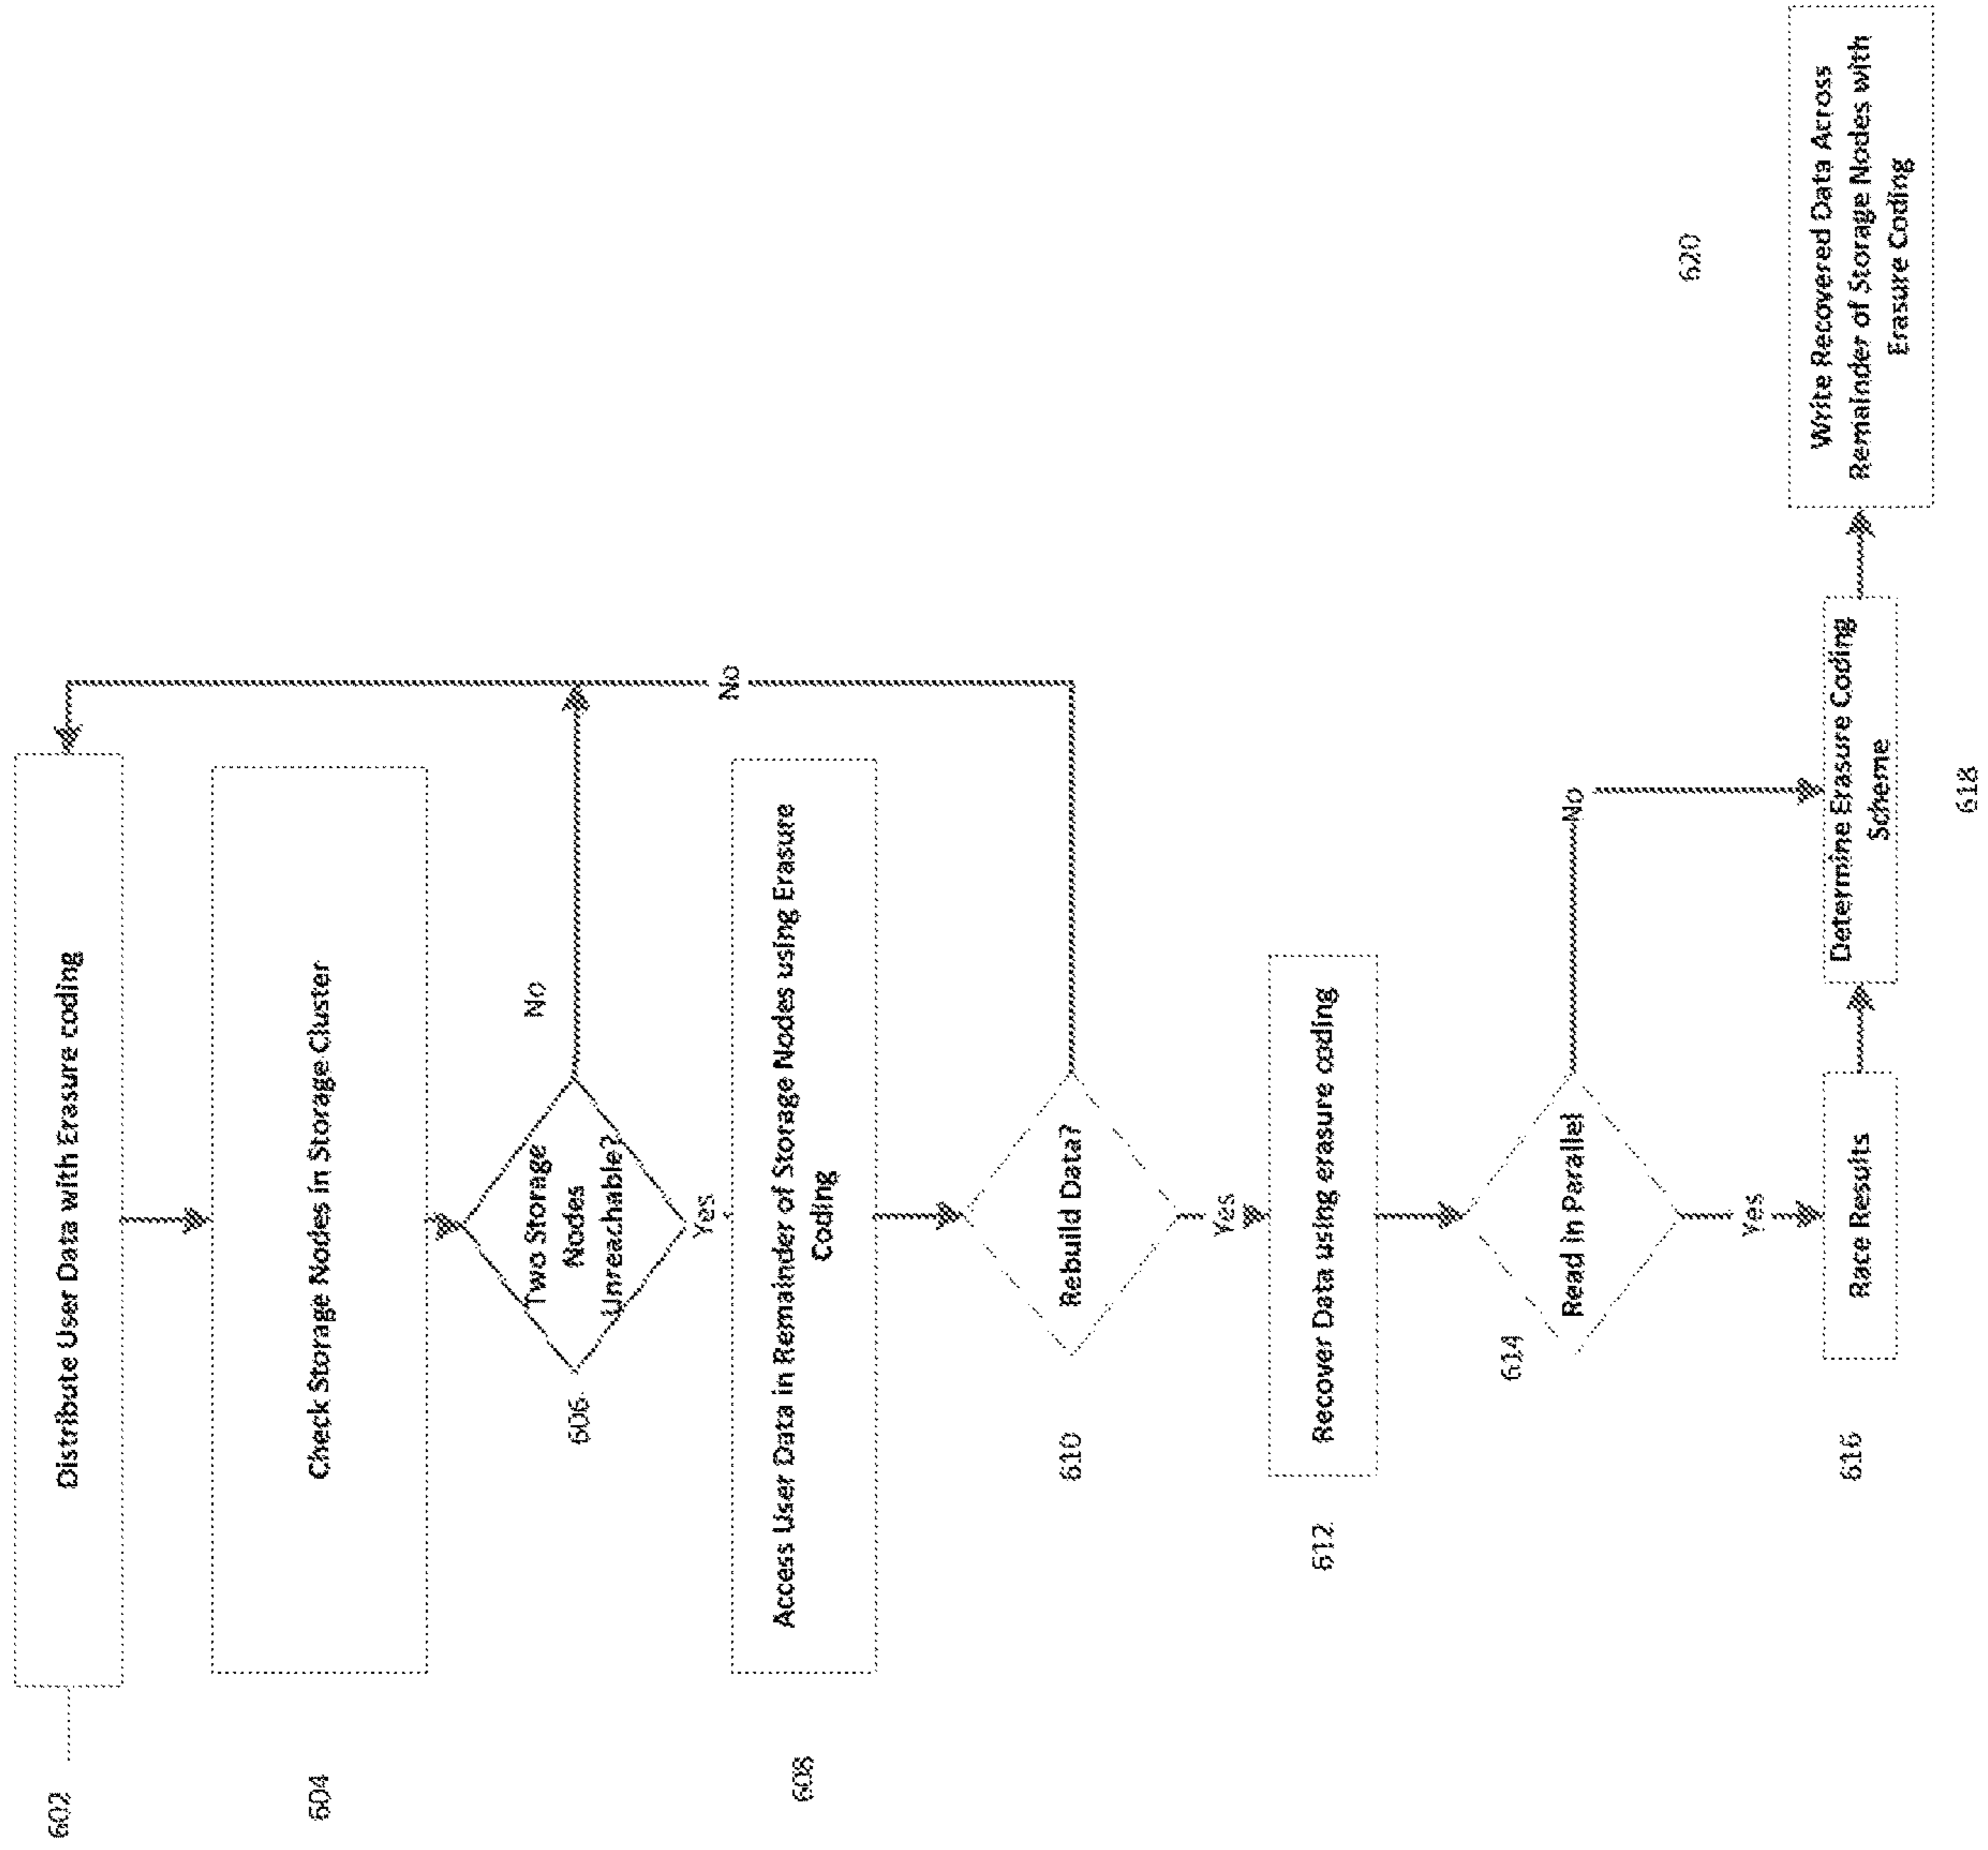 602
Distribute User Data with Erasure coding
604
Check Storage Nodes in Storage Cluster
606
Two Storage
Nodes
Unreachable?
No
Yes
608
Access User Data in Remainder of Storage Nodes using Erasure
Coding
No
610
Rebuild Data?
Yes
612
Recover Data using erasure coding
614
Read in Parallel
No
Yes
616
Race Results
Determine Erasure Coding
Scheme
618
620
Write Recovered Data Across
Remainder of Storage Nodes with
Erasure Coding